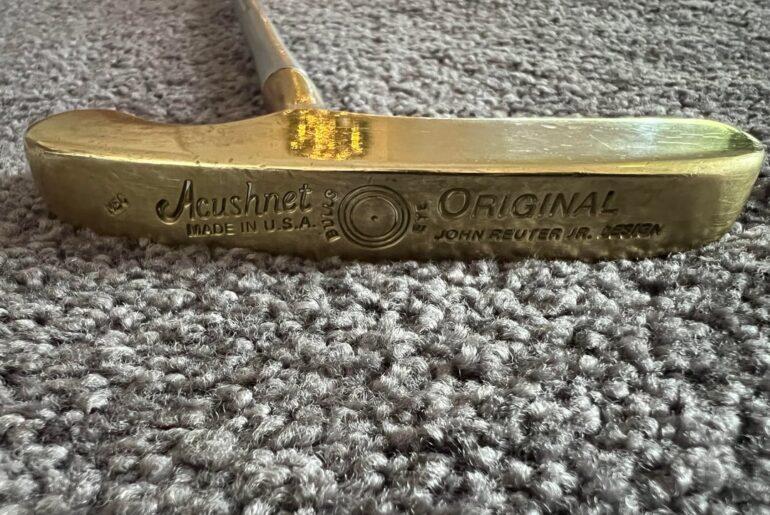 Acushnet
MADE IN U.S.A.
BULLS EYE
ORIGINAL
JOHN REUTER JR. DESIGN